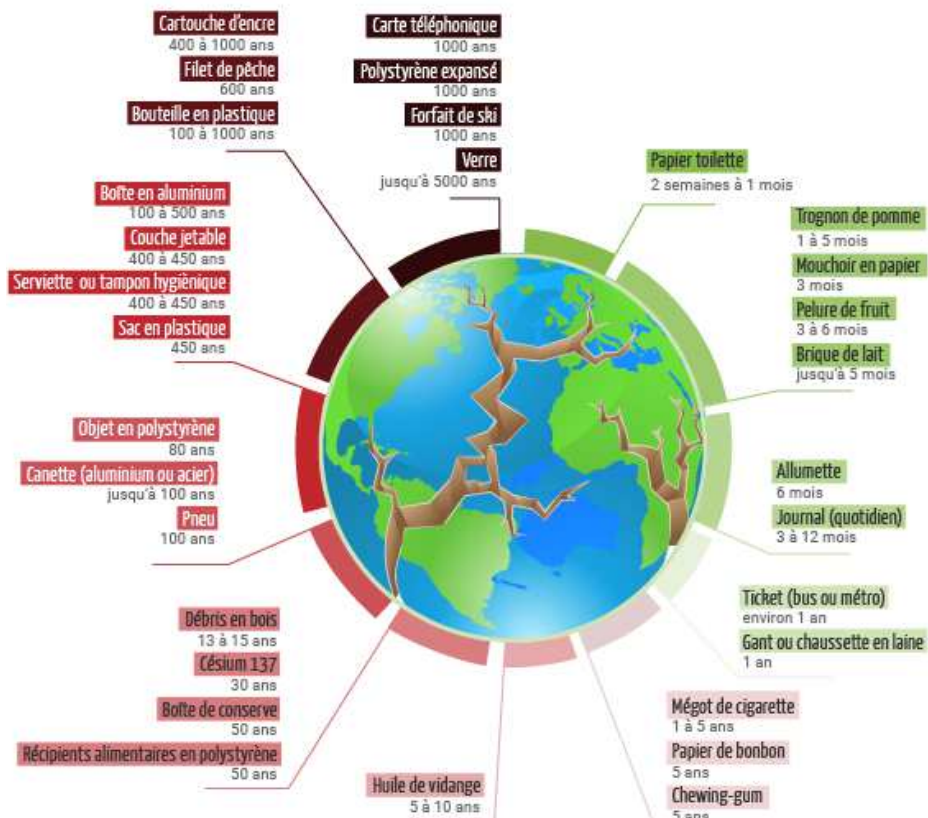 Cartouche d'encre
400 à 1000 ans
Filet de pêche
600 ans
Bouteille en plastique
100 à 1000 ans
Carte téléphonique
1000 ans
Polystyrène expansé
1000 ans
Forfait de ski
1000 ans
Verre
jusqu'à 5000 ans
Papier toilette
2 semaines à 1 mois
Trognon de pomme
1 à 5 mois
Mouchoir en papier
3 mois
Pelure de fruit
3 à 6 mois
Brique de lait
jusqu'à 5 mois
Allumette
6 mois
Journal (quotidien)
3 à 12 mois
Ticket (bus ou métro)
environ 1 an
Gant ou chaussette en laine
1 an
Mégot de cigarette
1 à 5 ans
Papier de bonbon
5 ans
Chewing-gum
5 ans
Huile de vidange
5 à 10 ans
Débris en bois
13 à 15 ans
Césium 137
30 ans
Boîte de conserve
50 ans
Récipients alimentaires en polystyrène
50 ans
Objet en polystyrène
80 ans
Canette (aluminium ou acier)
jusqu'à 100 ans
Pneu
100 ans
Boîte en aluminium
100 à 500 ans
Couche jetable
400 à 450 ans
Serviette ou tampon hygiènique
400 à 450 ans
Sac en plastique
450 ans